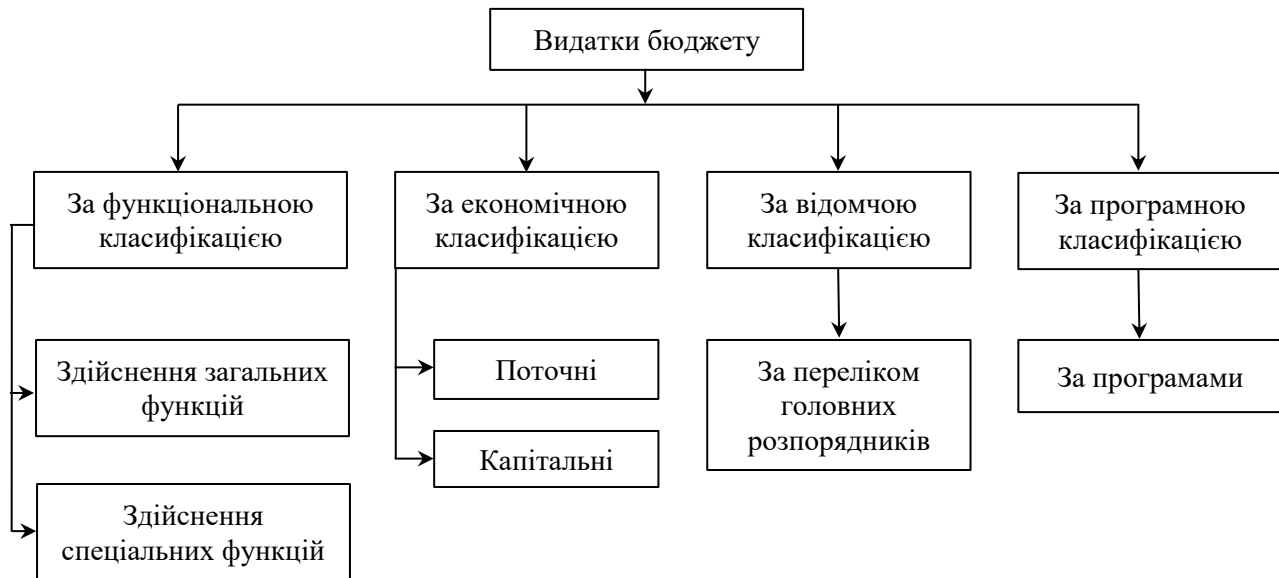 Видатки бюджету
За функціональною
класифікацією
За економічною
класифікацією
За відомчою
класифікацією
За програмною
класифікацією
Здійснення загальних
функцій
Поточні
За переліком
головних
розпорядників
За програмами
Капітальні
Здійснення
спеціальних функцій